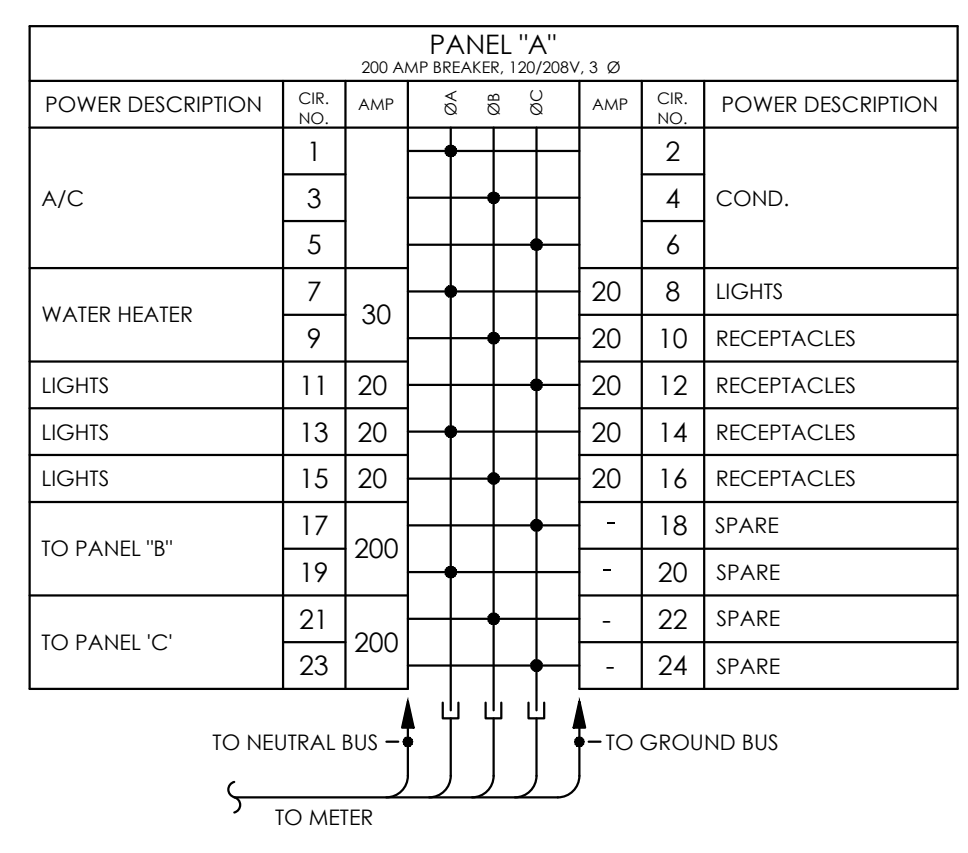 PANEL "A"
200 AMP BREAKER, 120/208V, 3 Ø
POWER DESCRIPTION CIR. NO. AMP ØA ØB ØC AMP CIR. NO. POWER DESCRIPTION
1 2
A/C 3 4 COND.
5 6
WATER HEATER 7 30 20 8 LIGHTS
9 20 10 RECEPTACLES
LIGHTS 11 20 20 12 RECEPTACLES
LIGHTS 13 20 20 14 RECEPTACLES
LIGHTS 15 20 20 16 RECEPTACLES
TO PANEL "B" 17 200 - 18 SPARE
19 - 20 SPARE
TO PANEL 'C' 21 200 - 22 SPARE
23 - 24 SPARE
TO NEUTRAL BUS TO GROUND BUS
TO METER